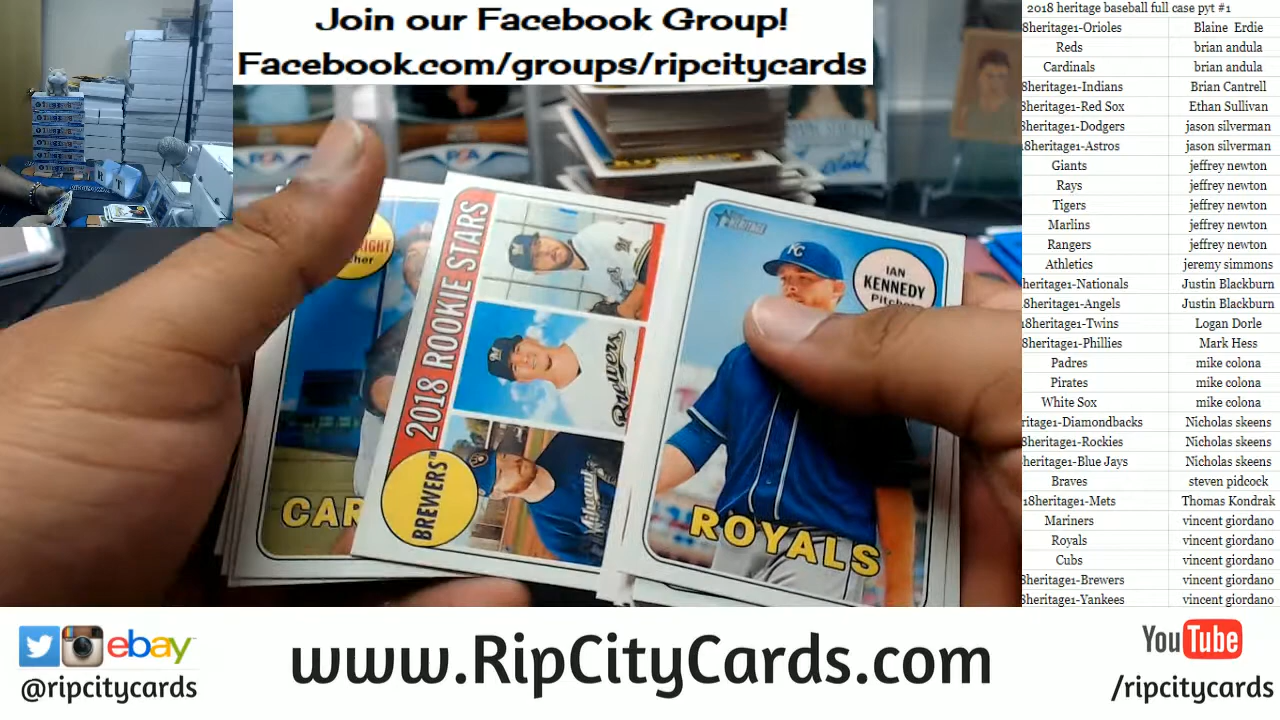 Join our Facebook Group!
Facebook.com/groups/ripcitycards
2018 heritage baseball full case pyt #1
8heritage1-Orioles Blaine Erdie
Reds brian andula
Cardinals brian andula
8heritage1-Indians Brian Cantrell
8heritage1-Red Sox Ethan Sullivan
8heritage1-Dodgers jason silverman
8heritage1-Astros jason silverman
Giants jeffrey newton
Rays jeffrey newton
Tigers jeffrey newton
Marlins jeffrey newton
Rangers jeffrey newton
Athletics jeremy simmons
heritage1-Nationals Justin Blackburn
8heritage1-Angels Justin Blackburn
8heritage1-Twins Logan Dorle
8heritage1-Phillies Mark Hess
Padres mike colona
Pirates mike colona
White Sox mike colona
ritage1-Diamondbacks Nicholas skeens
8heritage1-Rockies Nicholas skeens
heritage1-Blue Jays Nicholas skeens
Braves steven pidcock
18heritage1-Mets Thomas Kondrak
Mariners vincent giordano
Royals vincent giordano
Cubs vincent giordano
8heritage1-Brewers vincent giordano
8heritage1-Yankees vincent giordano
CAR
2018 ROOKIE STARS
BREWERS
Brewers
Milwaukee
HERITAGE
KC
IAN
KENNEDY
Pitcher
ROYALS
ebay
@ripcitycards
www.RipCityCards.com
YouTube
/ripcitycards